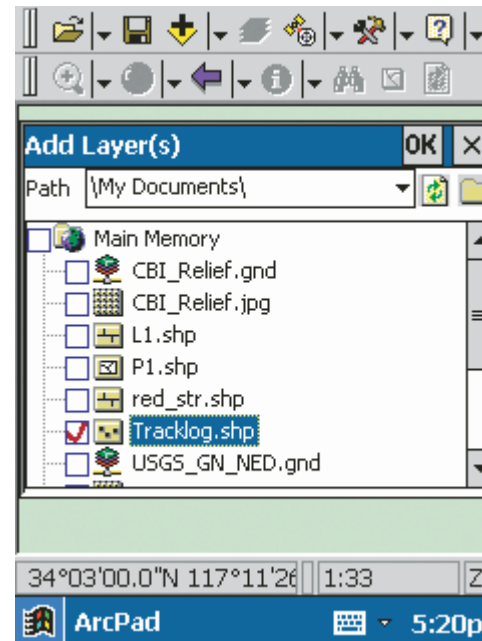 Add Layer(s) OK
Path \My Documents\
Main Memory
CBI_Relief.gnd
CBI_Relief.jpg
L1.shp
P1.shp
red_str.shp
Tracklog.shp
USGS_GN_NED.gnd
34°03'00.0"N 117°11'26 1:33 Z
ArcPad 5:20p